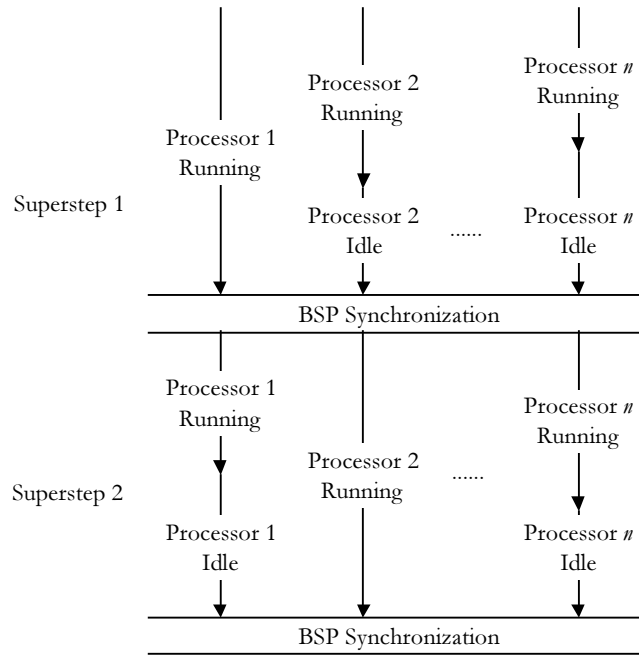 Processor 1
Running
Processor 2
Running
Processor n
Running
Superstep 1
Processor 2
Idle
......
Processor n
Idle
BSP Synchronization
Processor 1
Running
Processor 2
Running
......
Processor n
Running
Superstep 2
Processor 1
Idle
Processor n
Idle
BSP Synchronization